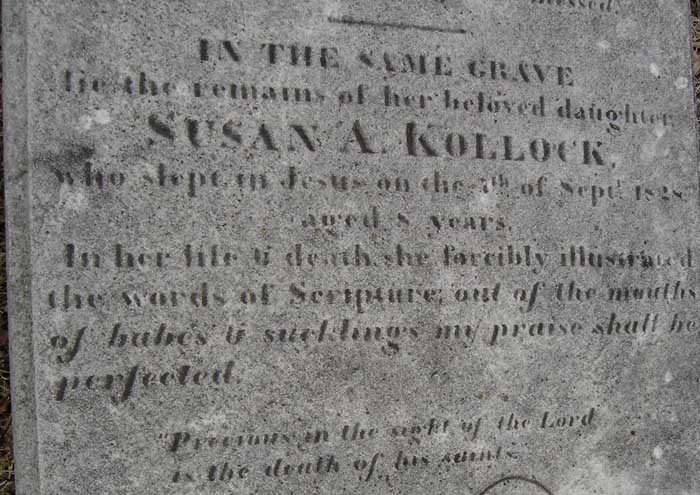 blessed.
IN THE SAME GRAVE
lie the remains of her beloved daughter
SUSAN A. KOLLOCK,
who slept in Jesus on the 5th of Sept. 1828
aged 8 years.
In her life & death, she forcibly illustrated
the words of Scripture; out of the mouths
of babes & sucklings my praise shall be
perfected.
"Precious in the sight of the Lord
is the death of his saints.